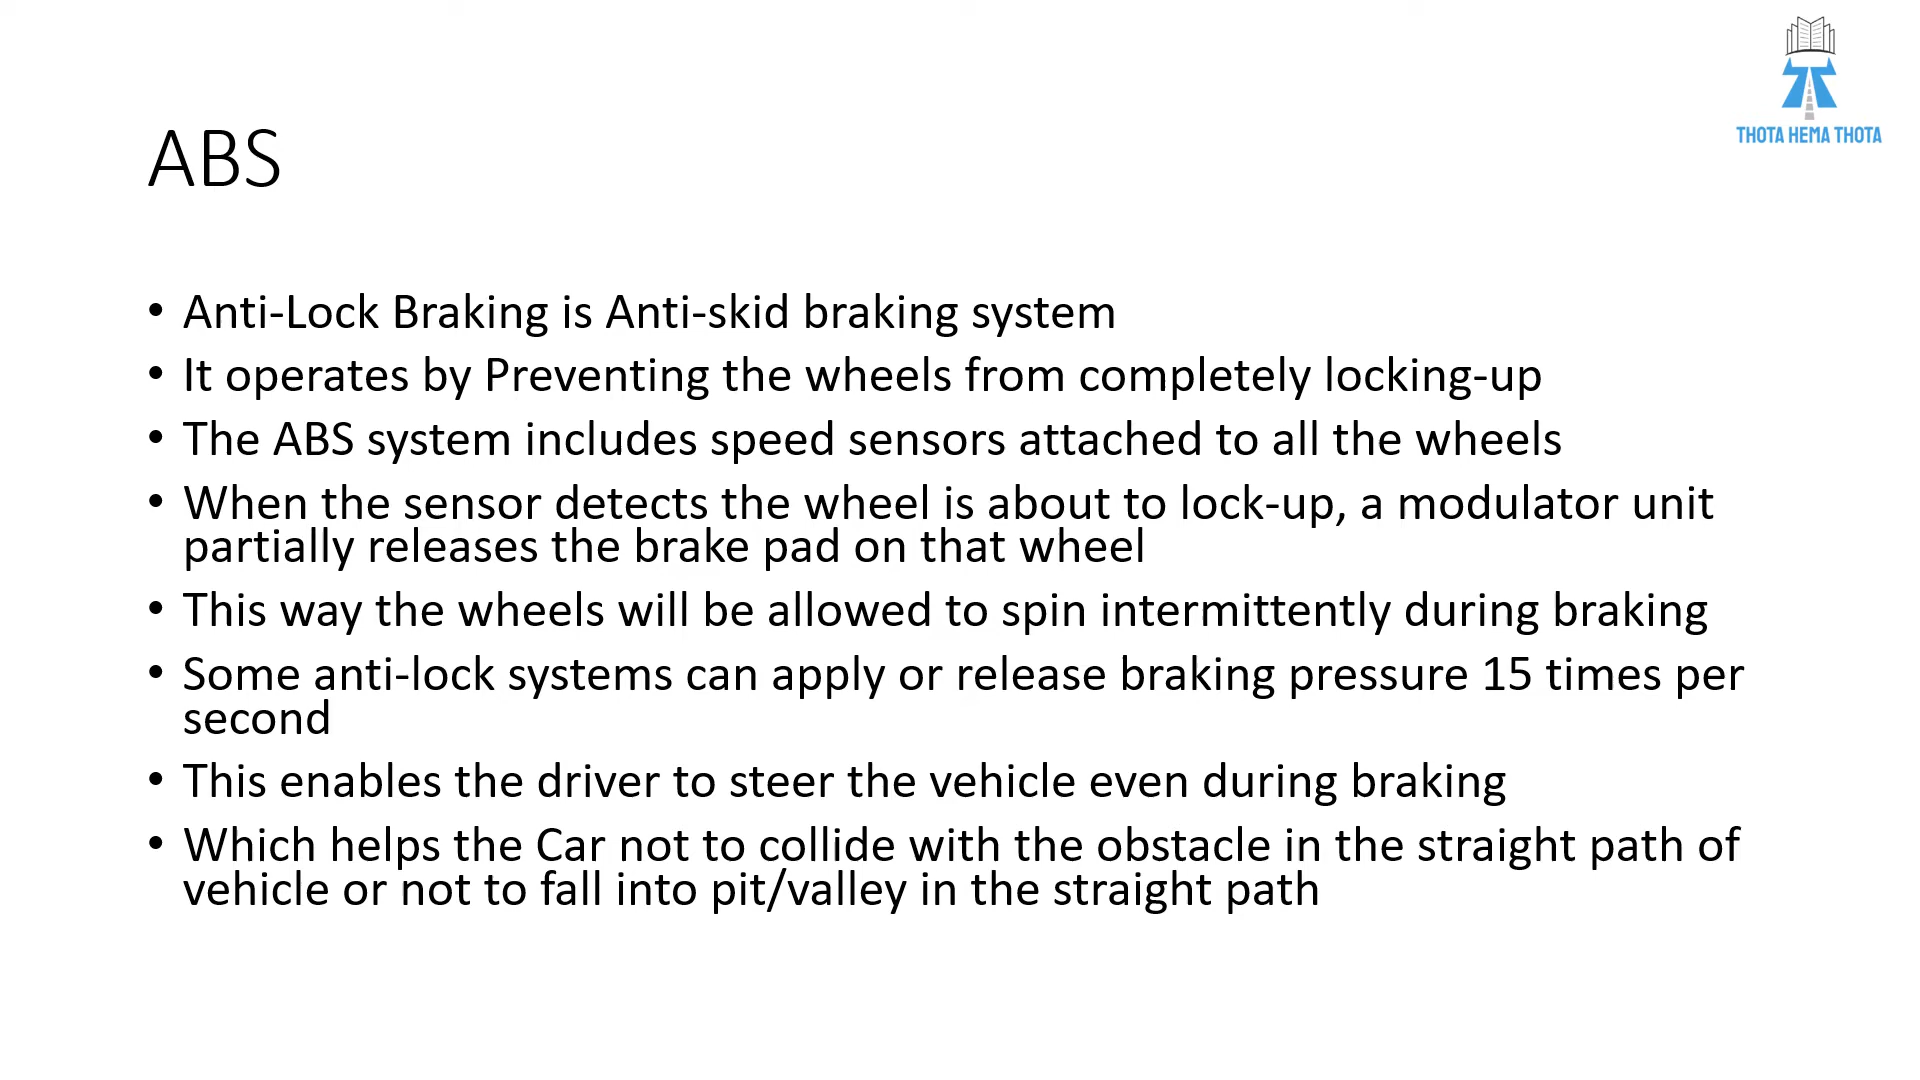 THOTA HEMA THOTA
ABS
• Anti-Lock Braking is Anti-skid braking system
• It operates by Preventing the wheels from completely locking-up
• The ABS system includes speed sensors attached to all the wheels
• When the sensor detects the wheel is about to lock-up, a modulator unit
partially releases the brake pad on that wheel
• This way the wheels will be allowed to spin intermittently during braking
• Some anti-lock systems can apply or release braking pressure 15 times per
second
• This enables the driver to steer the vehicle even during braking
• Which helps the Car not to collide with the obstacle in the straight path of
vehicle or not to fall into pit/valley in the straight path